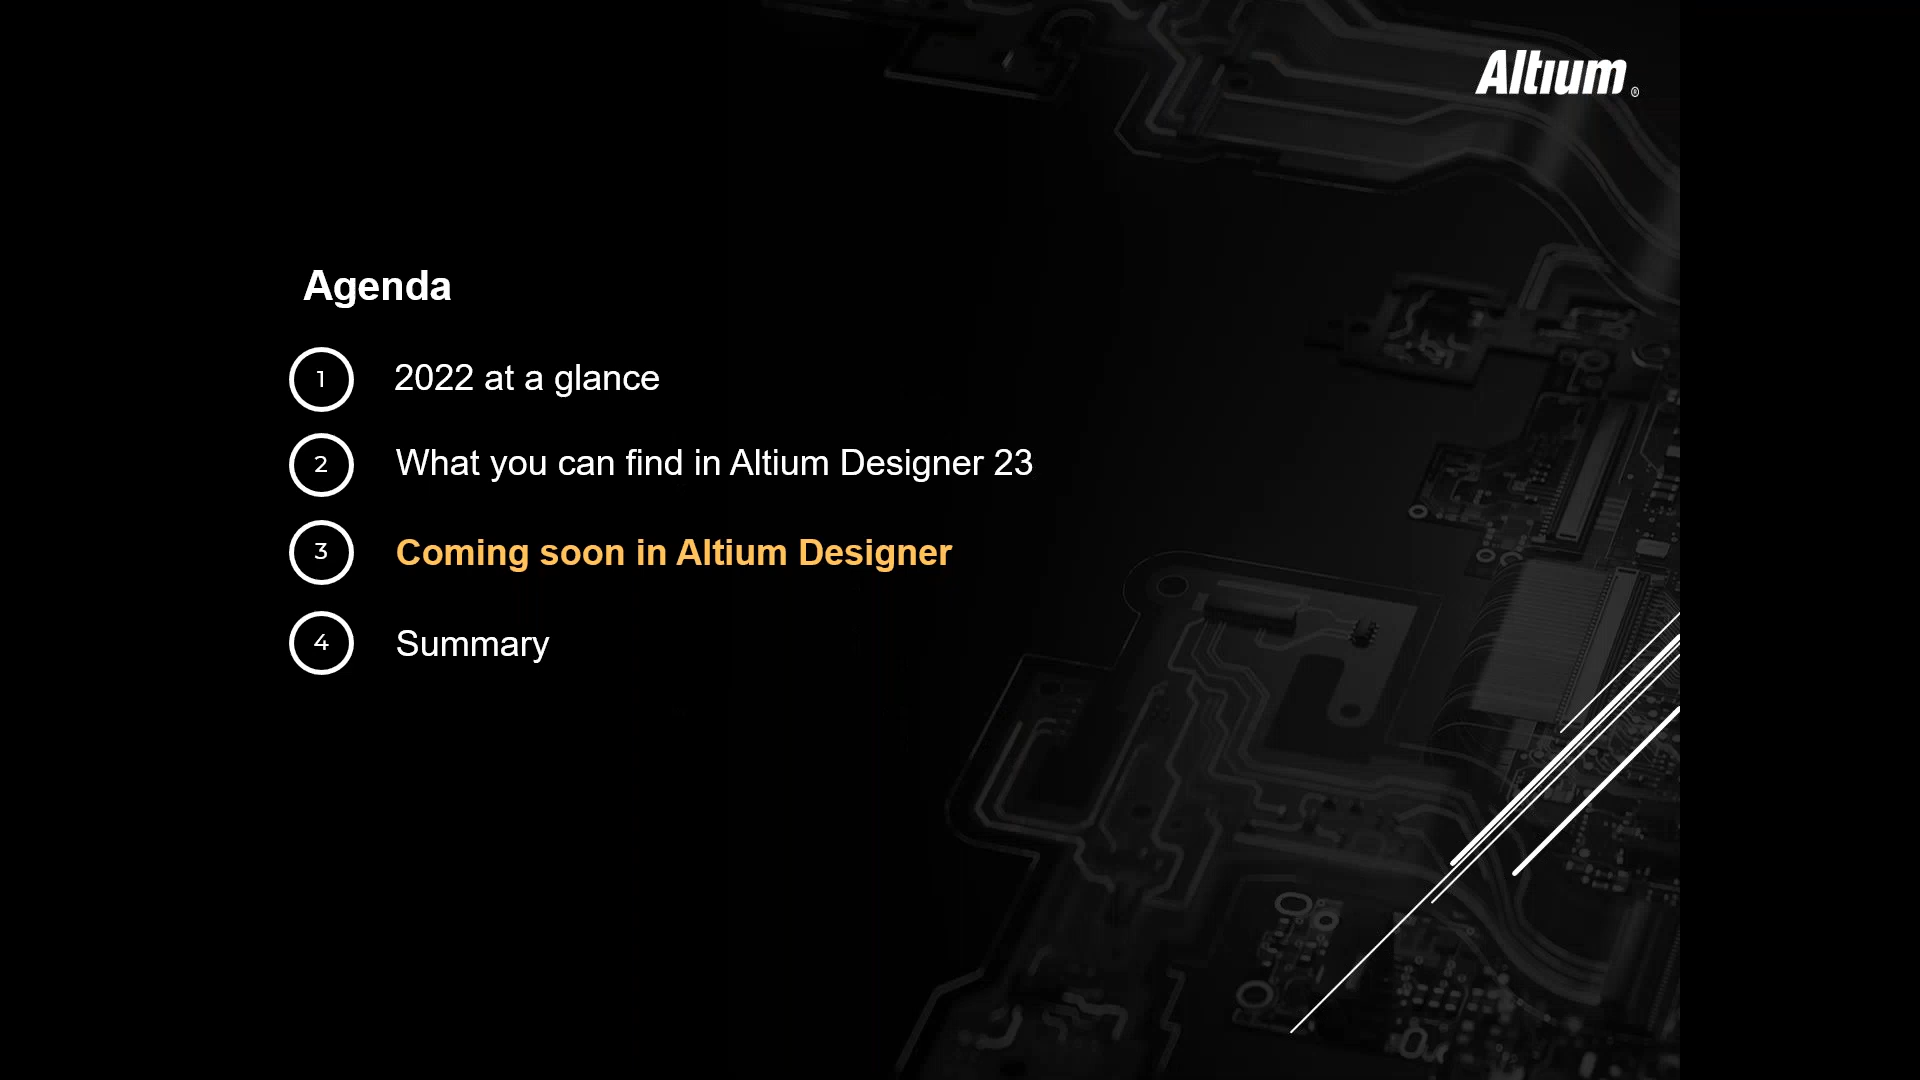 Altium®
Agenda
1 2022 at a glance
2 What you can find in Altium Designer 23
3 Coming soon in Altium Designer
4 Summary